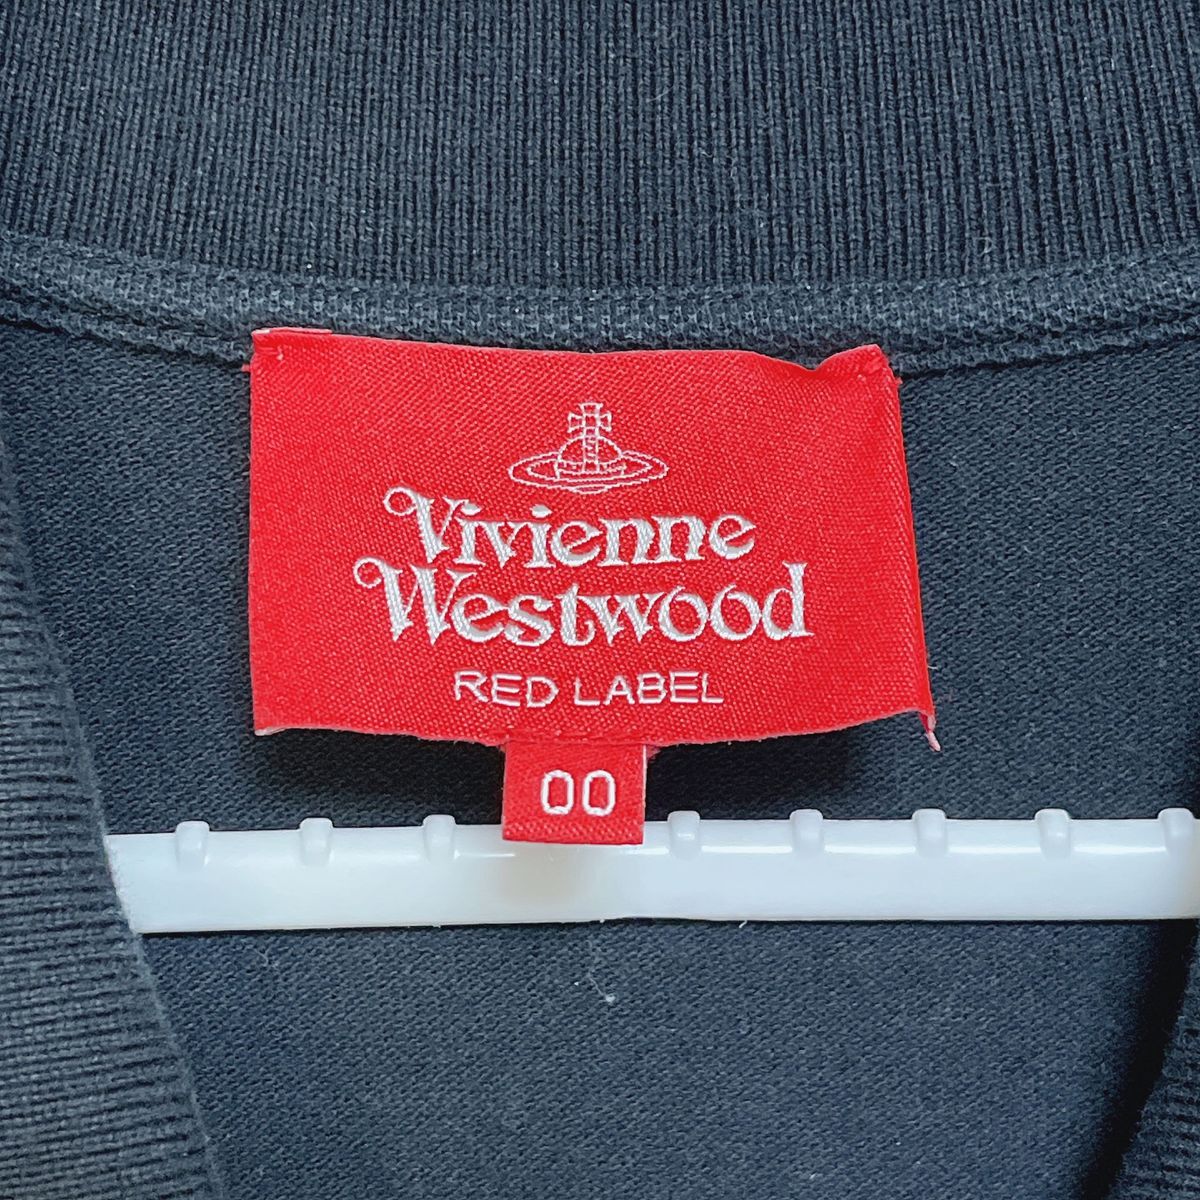 Vivienne
Westwood
RED LABEL
00